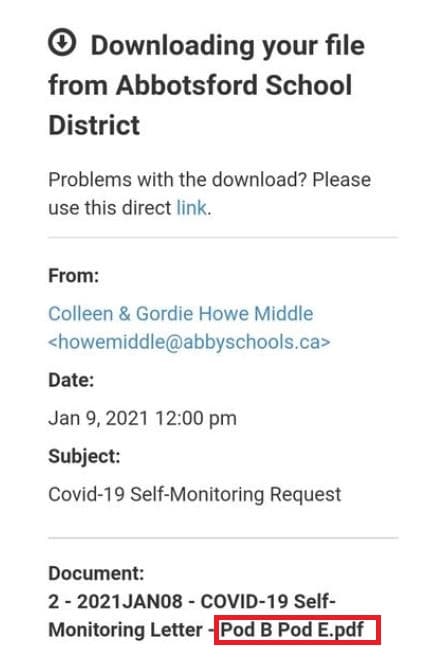 Downloading your file
from Abbotsford School
District
Problems with the download? Please
use this direct link.
From:
Colleen & Gordie Howe Middle
<howemiddle@abbyschools.ca>
Date:
Jan 9, 2021 12:00 pm
Subject:
Covid-19 Self-Monitoring Request
Document:
2 - 2021JAN08 - COVID-19 Self-
Monitoring Letter - Pod B Pod E.pdf